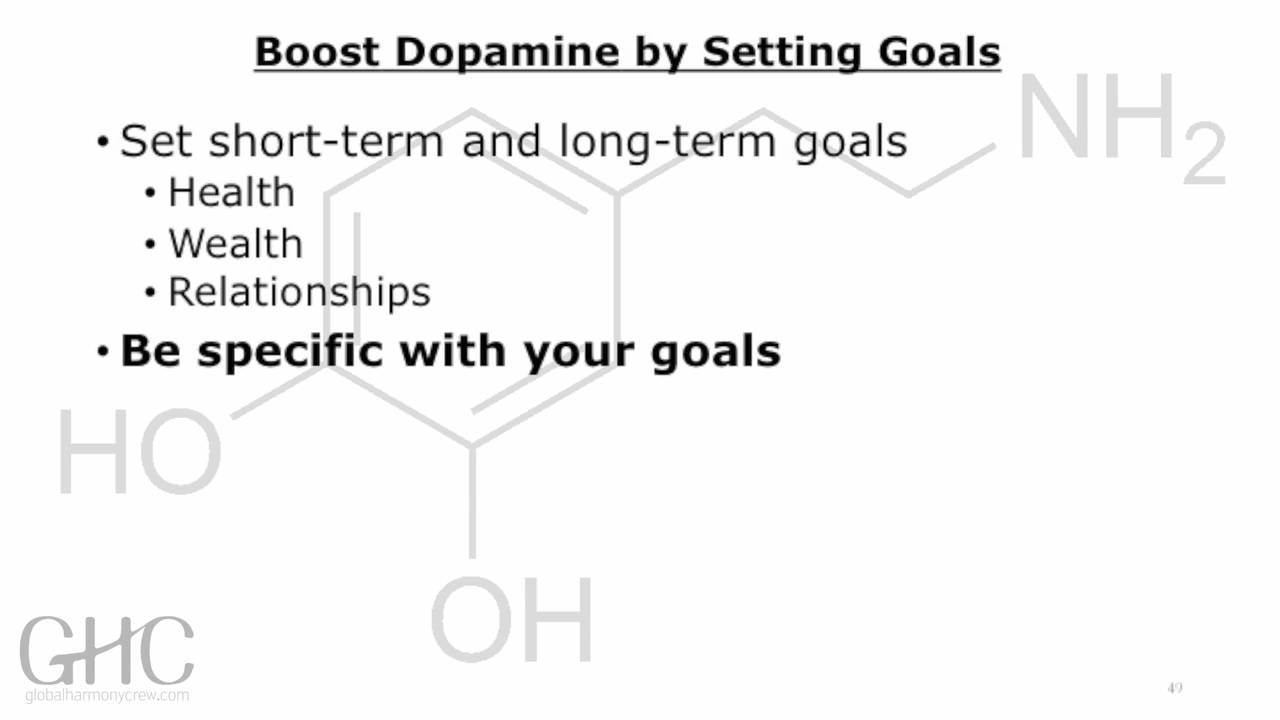 Boost Dopamine by Setting Goals
• Set short-term and long-term goals
• Health
• Wealth
• Relationships
• Be specific with your goals
NH2
HO
OH
GHC
globalharmonycrew.com
49